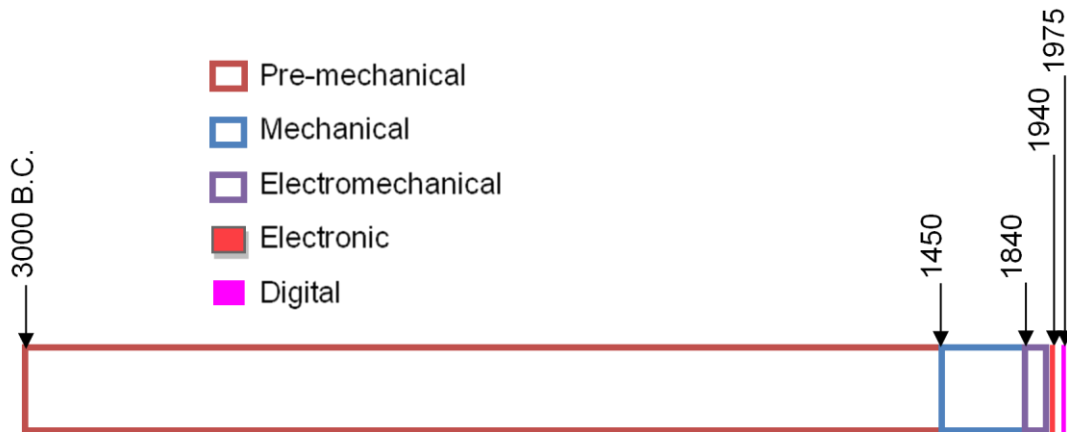 Pre-mechanical
Mechanical
Electromechanical
Electronic
Digital
3000 B.C.
1450
1840
1940
1975